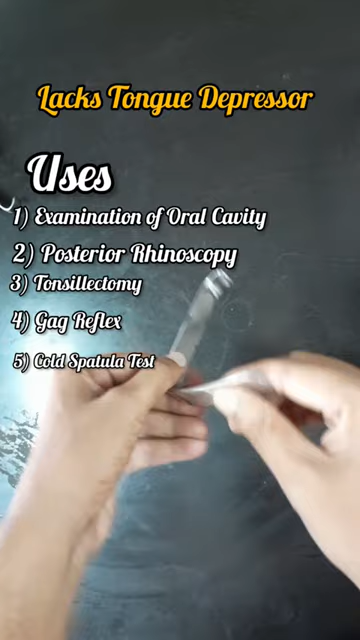 Lacks Tongue Depressor
Uses
1) Examination of Oral Cavity
2) Posterior Rhinoscopy
3) Tonsillectomy
4) Gag Reflex
5) Cold Spatula Test